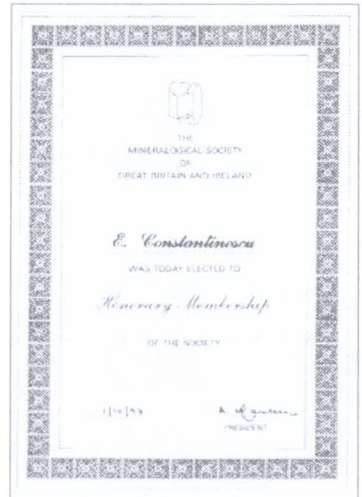 THE
MINERALOGICAL SOCIETY
OF
GREAT BRITAIN AND IRELAND
E. Constantinescu
WAS TODAY ELECTED TO
Honorary Membership
OF THE SOCIETY
PRESIDENT